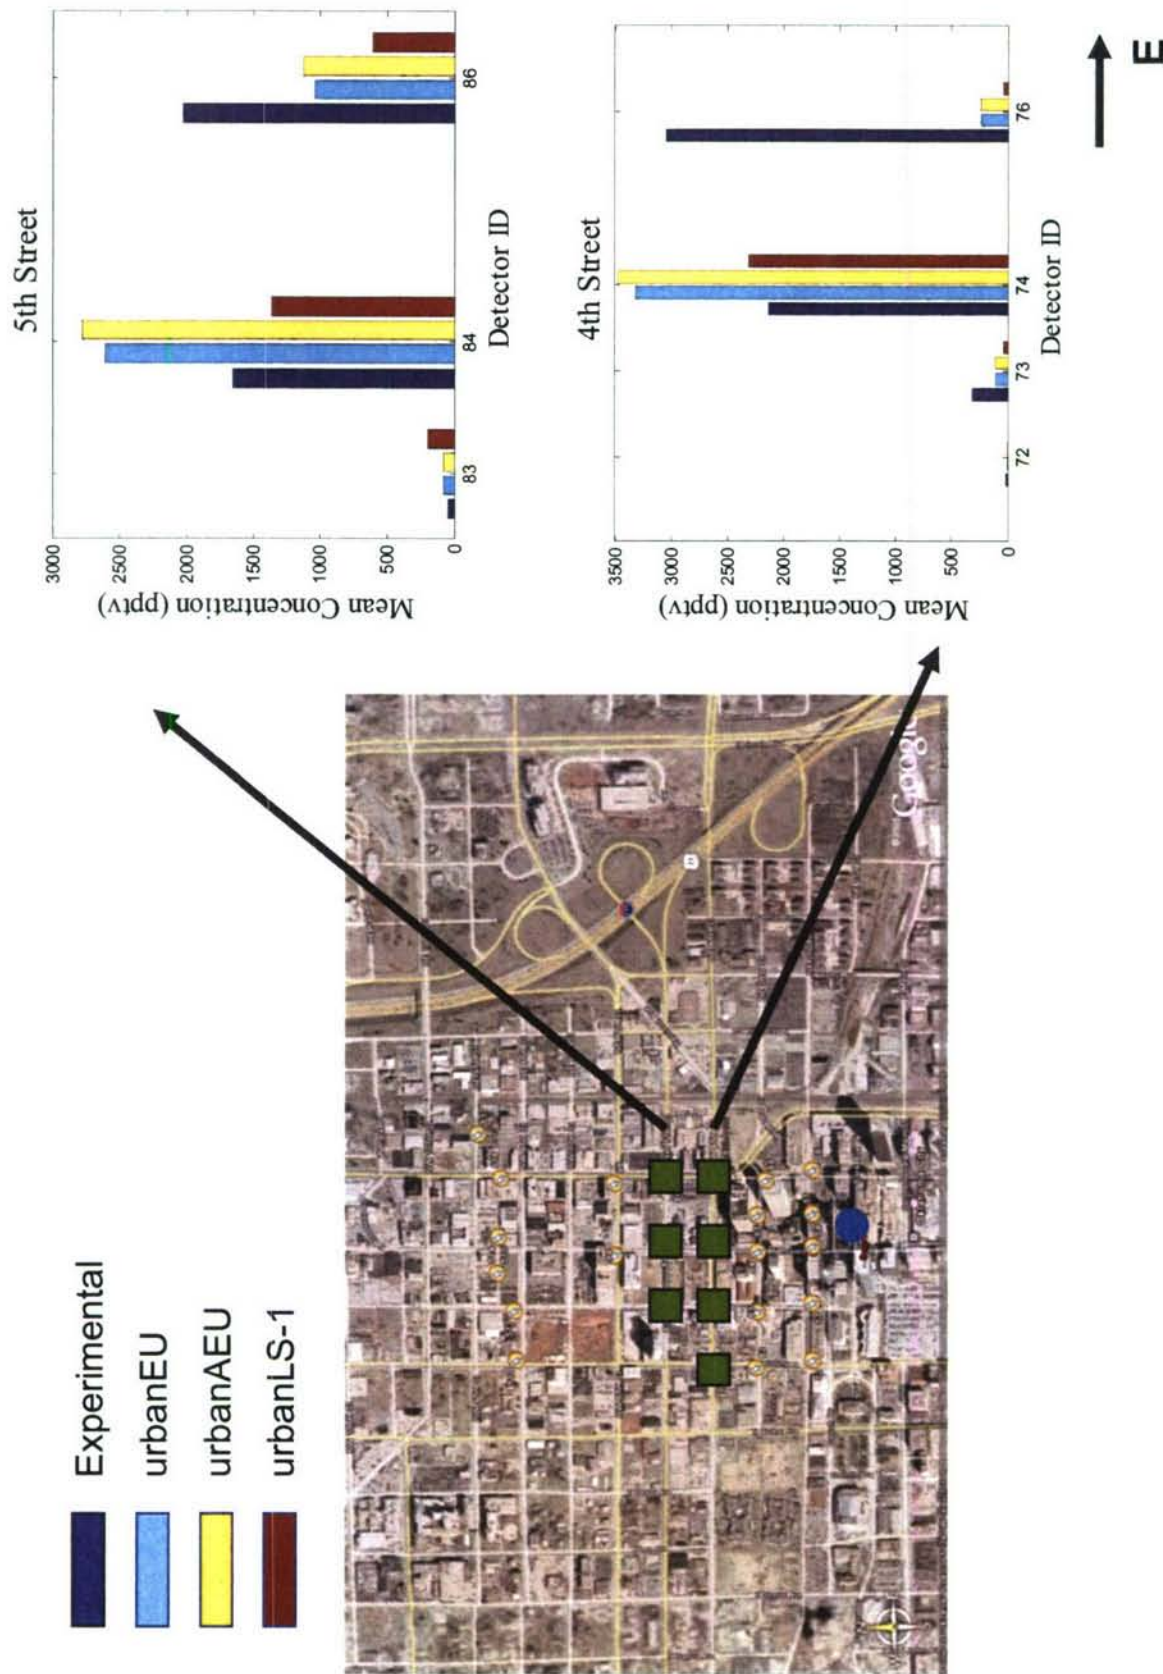 Experimental
urbanEU
urbanAEU
urbanLS-1
5th Street
Mean Concentration (pptv)
3000
2500
2000
1500
1000
500
0
83
84
86
Detector ID
4th Street
Mean Concentration (pptv)
3500
3000
2500
2000
1500
1000
500
0
72
73
74
76
Detector ID
E
Google